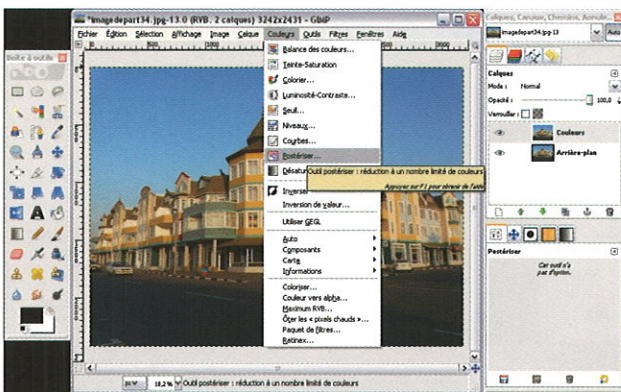 *imagedepart34.jpg-13.0 (RVB, 2 calques) 3242x2431 - GIMP
Fichier Édition Sélection Affichage Image Calque Couleurs Outils Filtres Fenêtres Aide
Boîte à outils
Balance des couleurs...
Teinte-Saturation
Colorier...
Luminosité-Contraste...
Seuil...
Niveaux...
Courbes...
Postériser...
Outil postériser : réduction à un nombre limité de couleurs
Appuyez sur F1 pour obtenir de l'aide
Inverser
Inversion de valeur...
Utiliser GEGL
Auto
Composants
Carte
Informations
Coloriser...
Couleur vers alpha...
Maximum RVB...
Ôter les « pixels chauds »...
Paquet de filtres...
Retinex...
18,2 % Outil postériser : réduction à un nombre limité de couleurs
Calques, Canaux, Chemins, Annule...
imagedepart34.jpg-13
Auto
Calques
Mode : Normal
Opacité : 100,0
Verrouiller :
Couleurs
Arrière-plan
Postériser
Cet outil n'a
pas d'option.